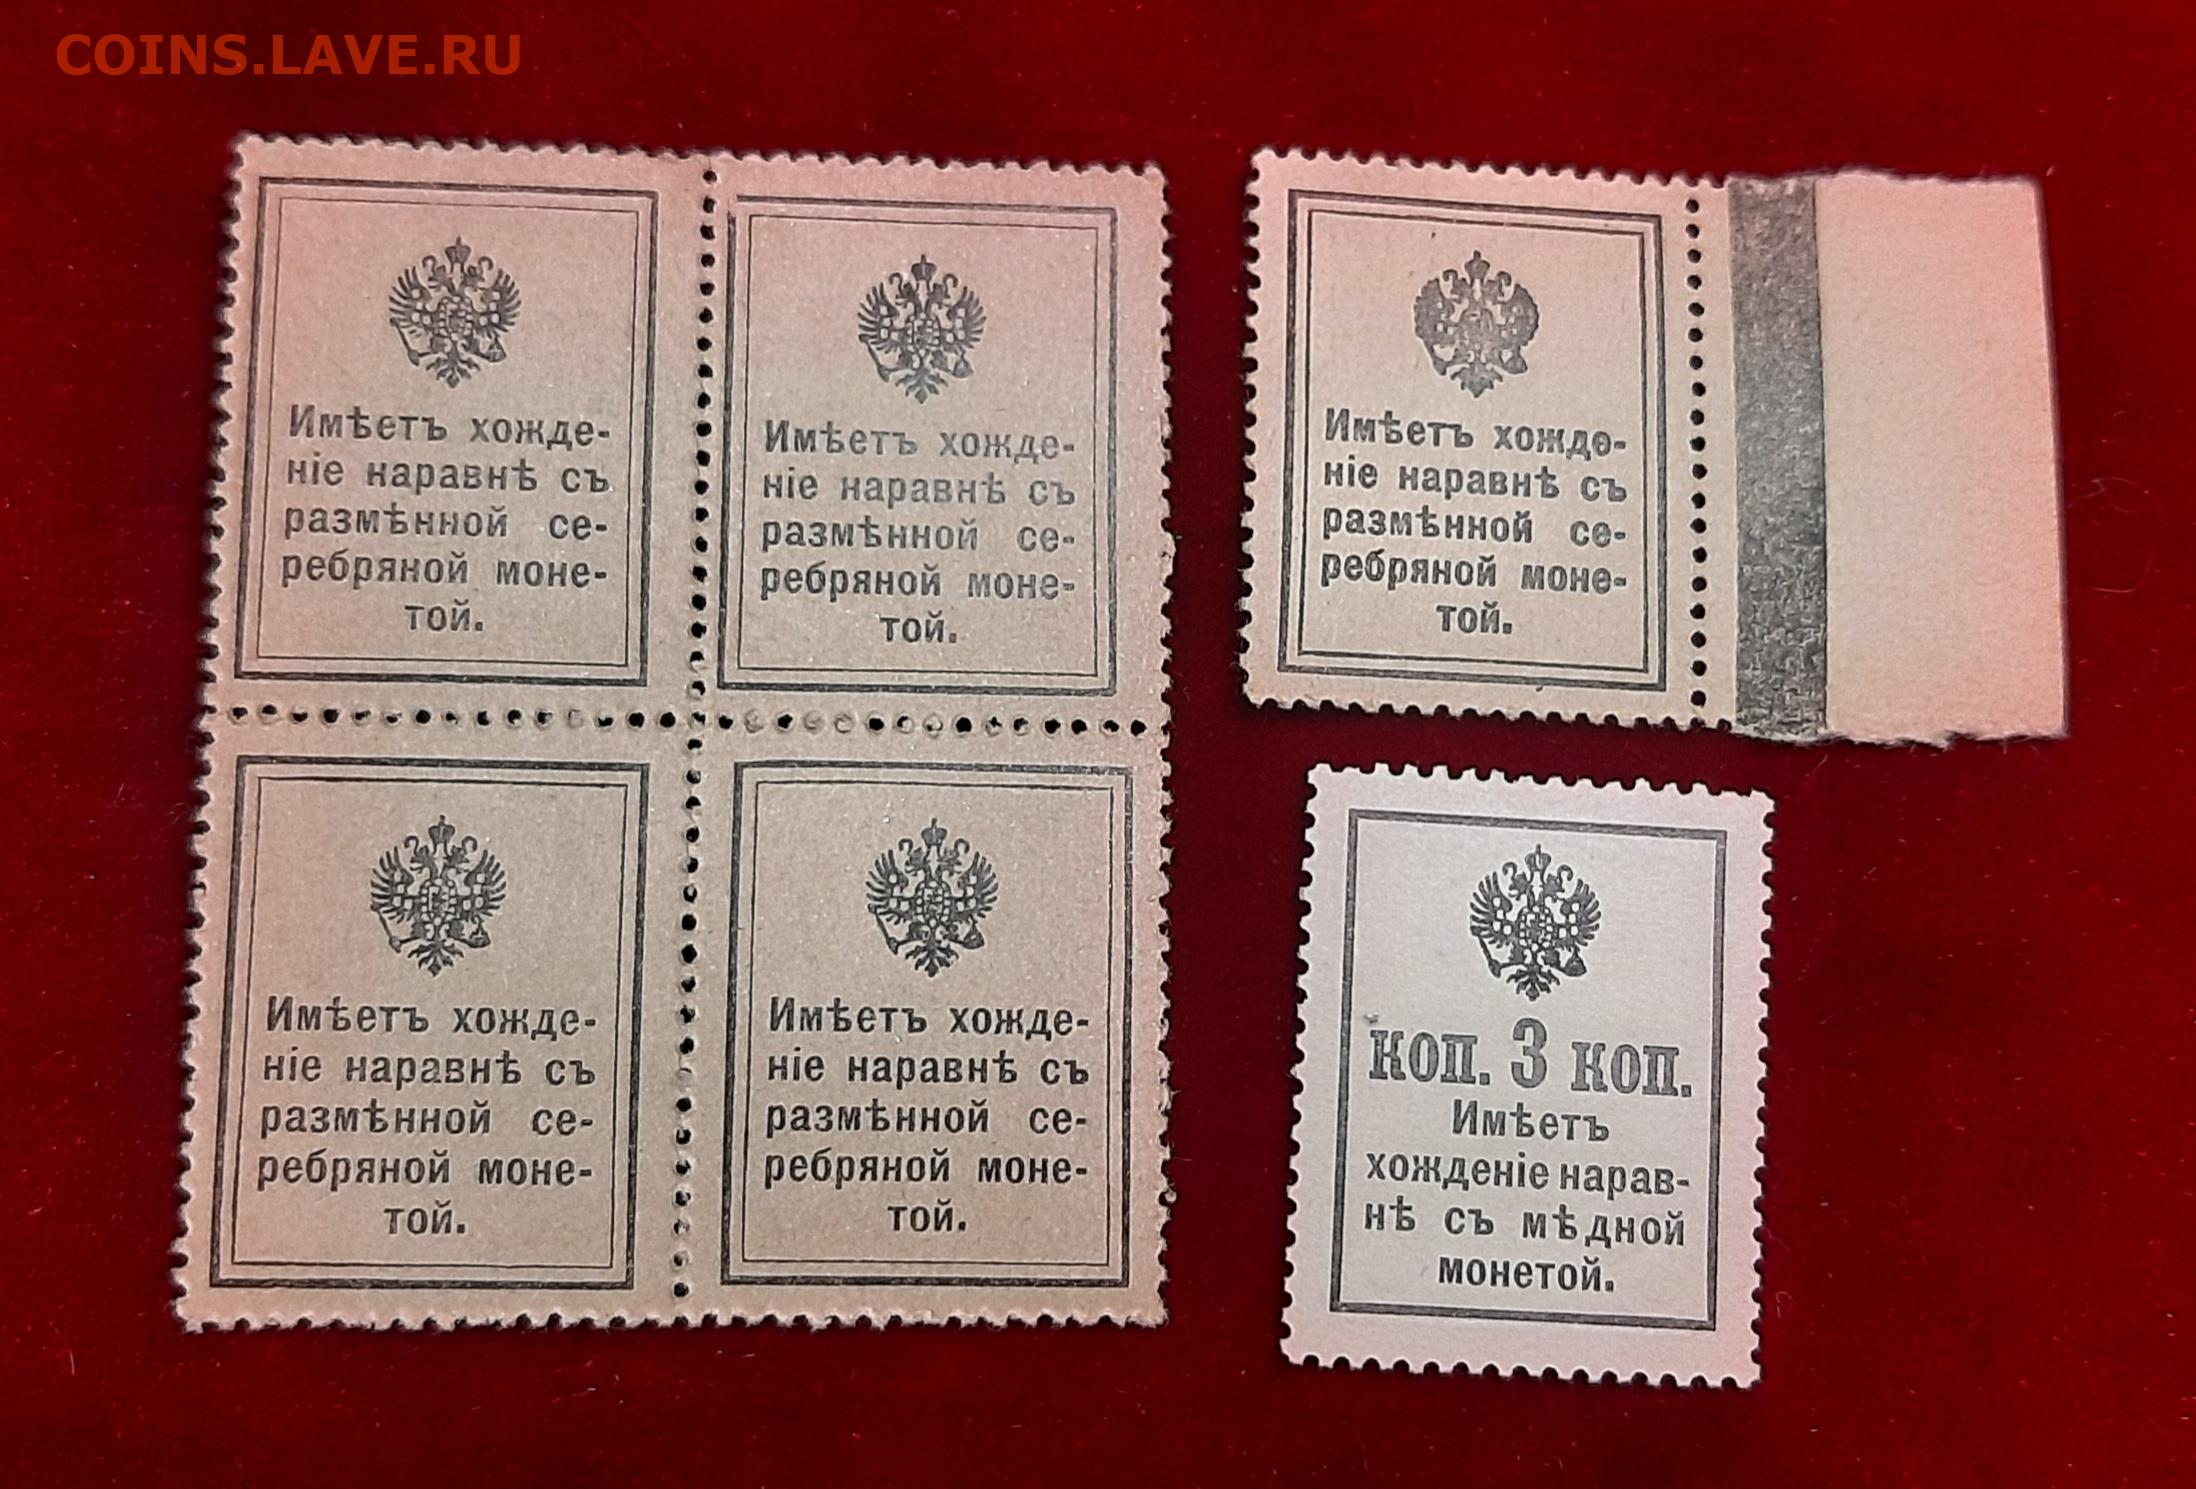 COINS.LAVE.RU
Имѣетъ хожде-
ніе наравнѣ съ
размѣнной се-
ребряной моне-
той.
Имѣетъ хожде-
ніе наравнѣ съ
размѣнной се-
ребряной моне-
той.
Имѣетъ хожде-
ніе наравнѣ съ
размѣнной се-
ребряной моне-
той.
Имѣетъ хожде-
ніе наравнѣ съ
размѣнной се-
ребряной моне-
той.
Имѣетъ хожде-
ніе наравнѣ съ
размѣнной се-
ребряной моне-
той.
КОП. 3 КОП.
Имѣетъ
хожденіе нарав-
нѣ съ мѣдной
монетой.